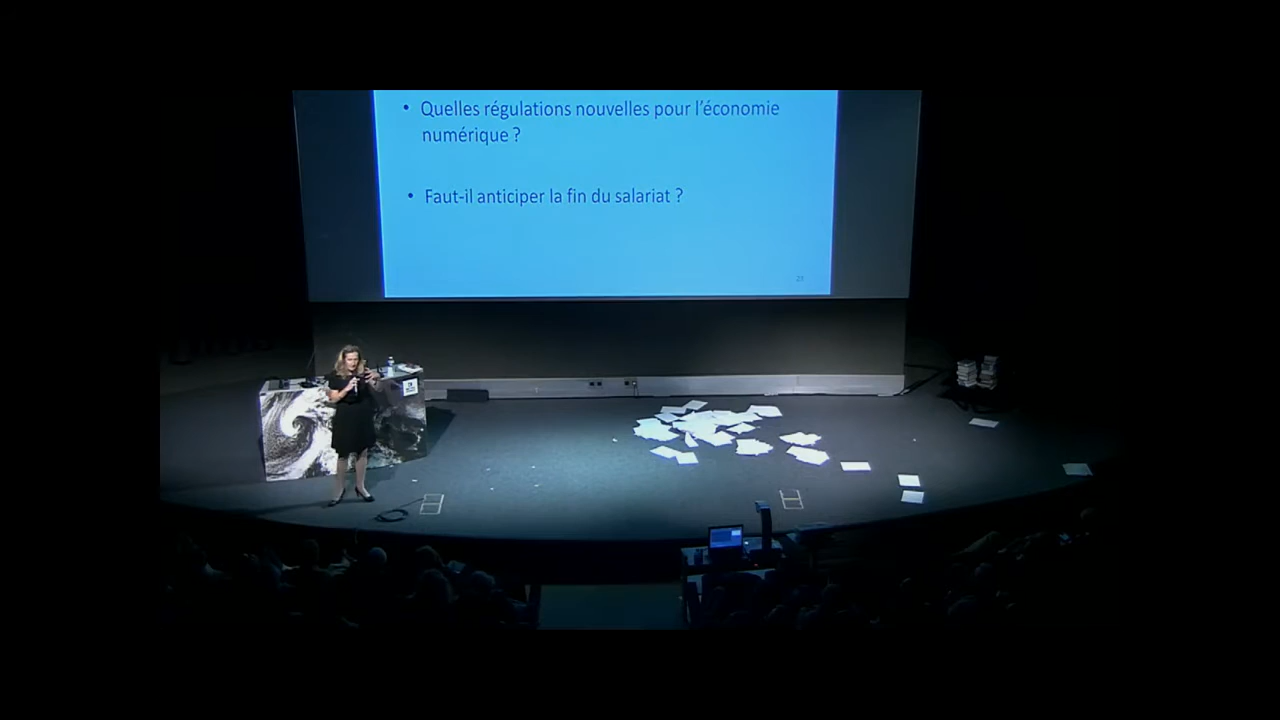 • Quelles régulations nouvelles pour l'économie
numérique ?
• Faut-il anticiper la fin du salariat ?